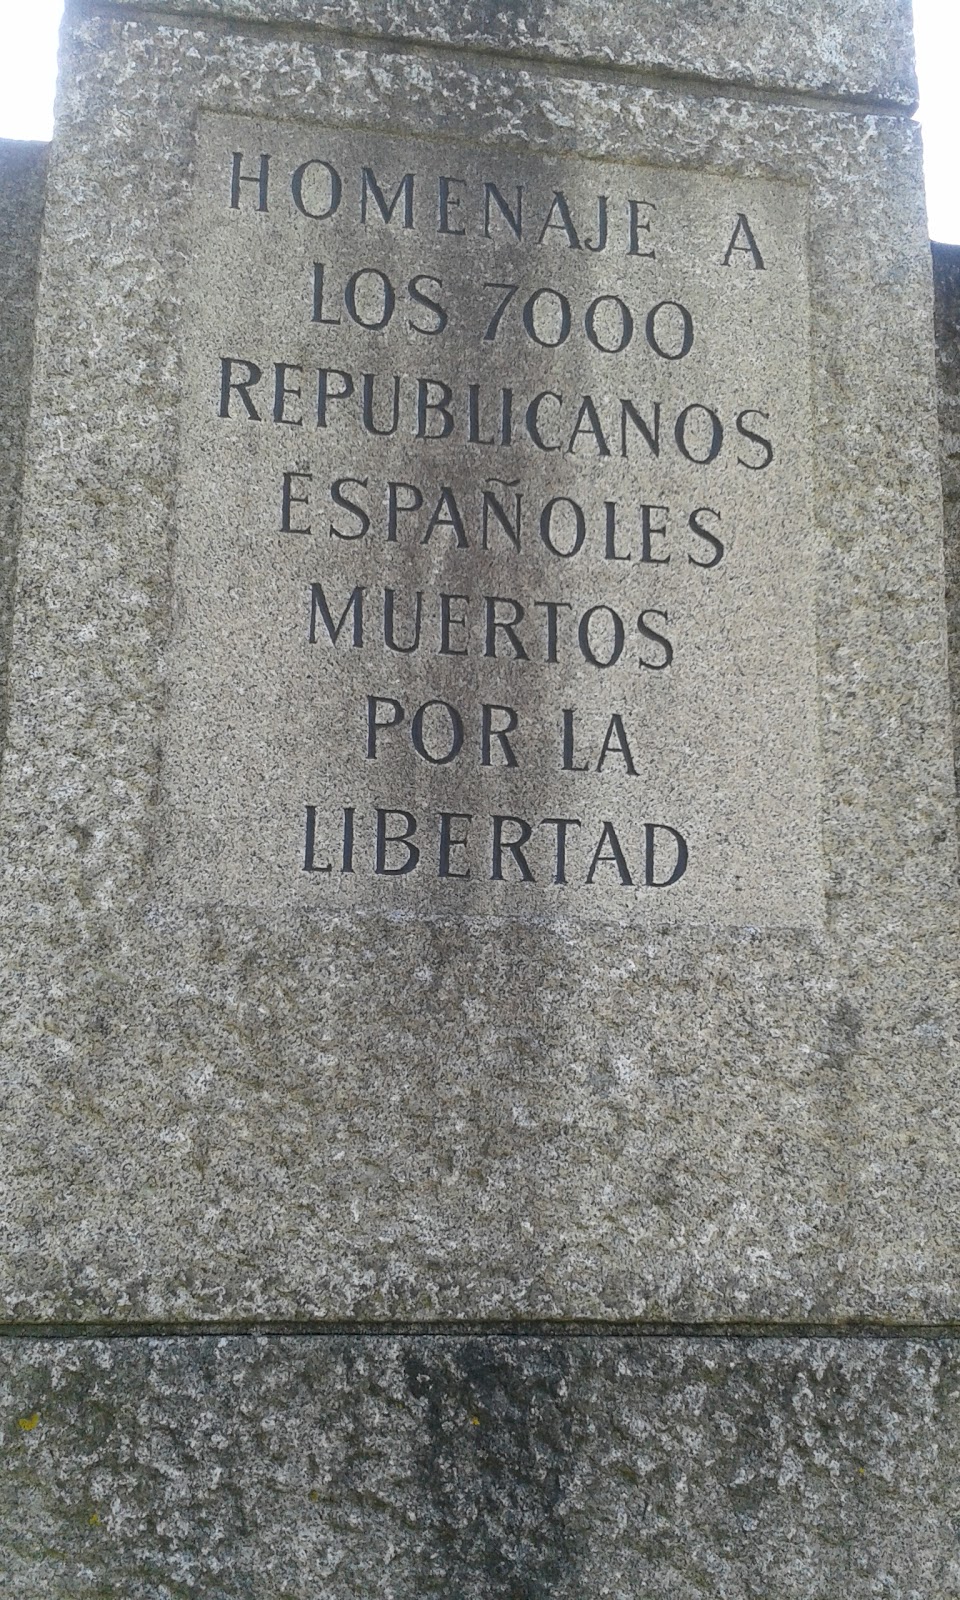 HOMENAJE A
LOS 7000
REPUBLICANOS
ESPAÑOLES
MUERTOS
POR LA
LIBERTAD